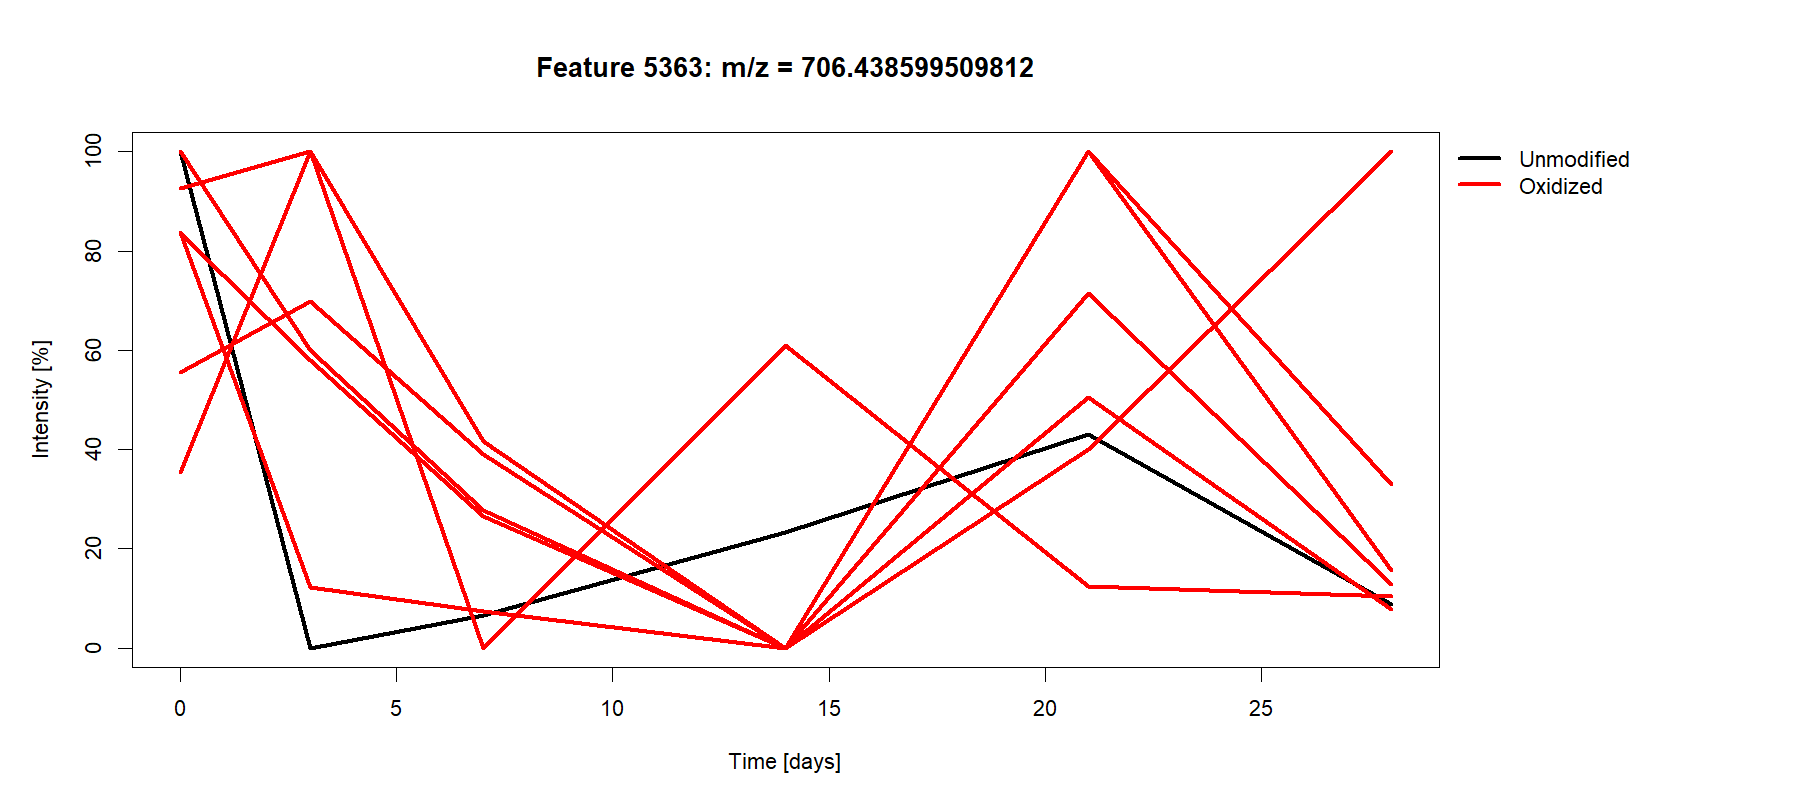 Feature 5363: m/z = 706.438599509812
Unmodified
Oxidized
Intensity [%]
100
80
60
40
20
0
0 5 10 15 20 25
Time [days]